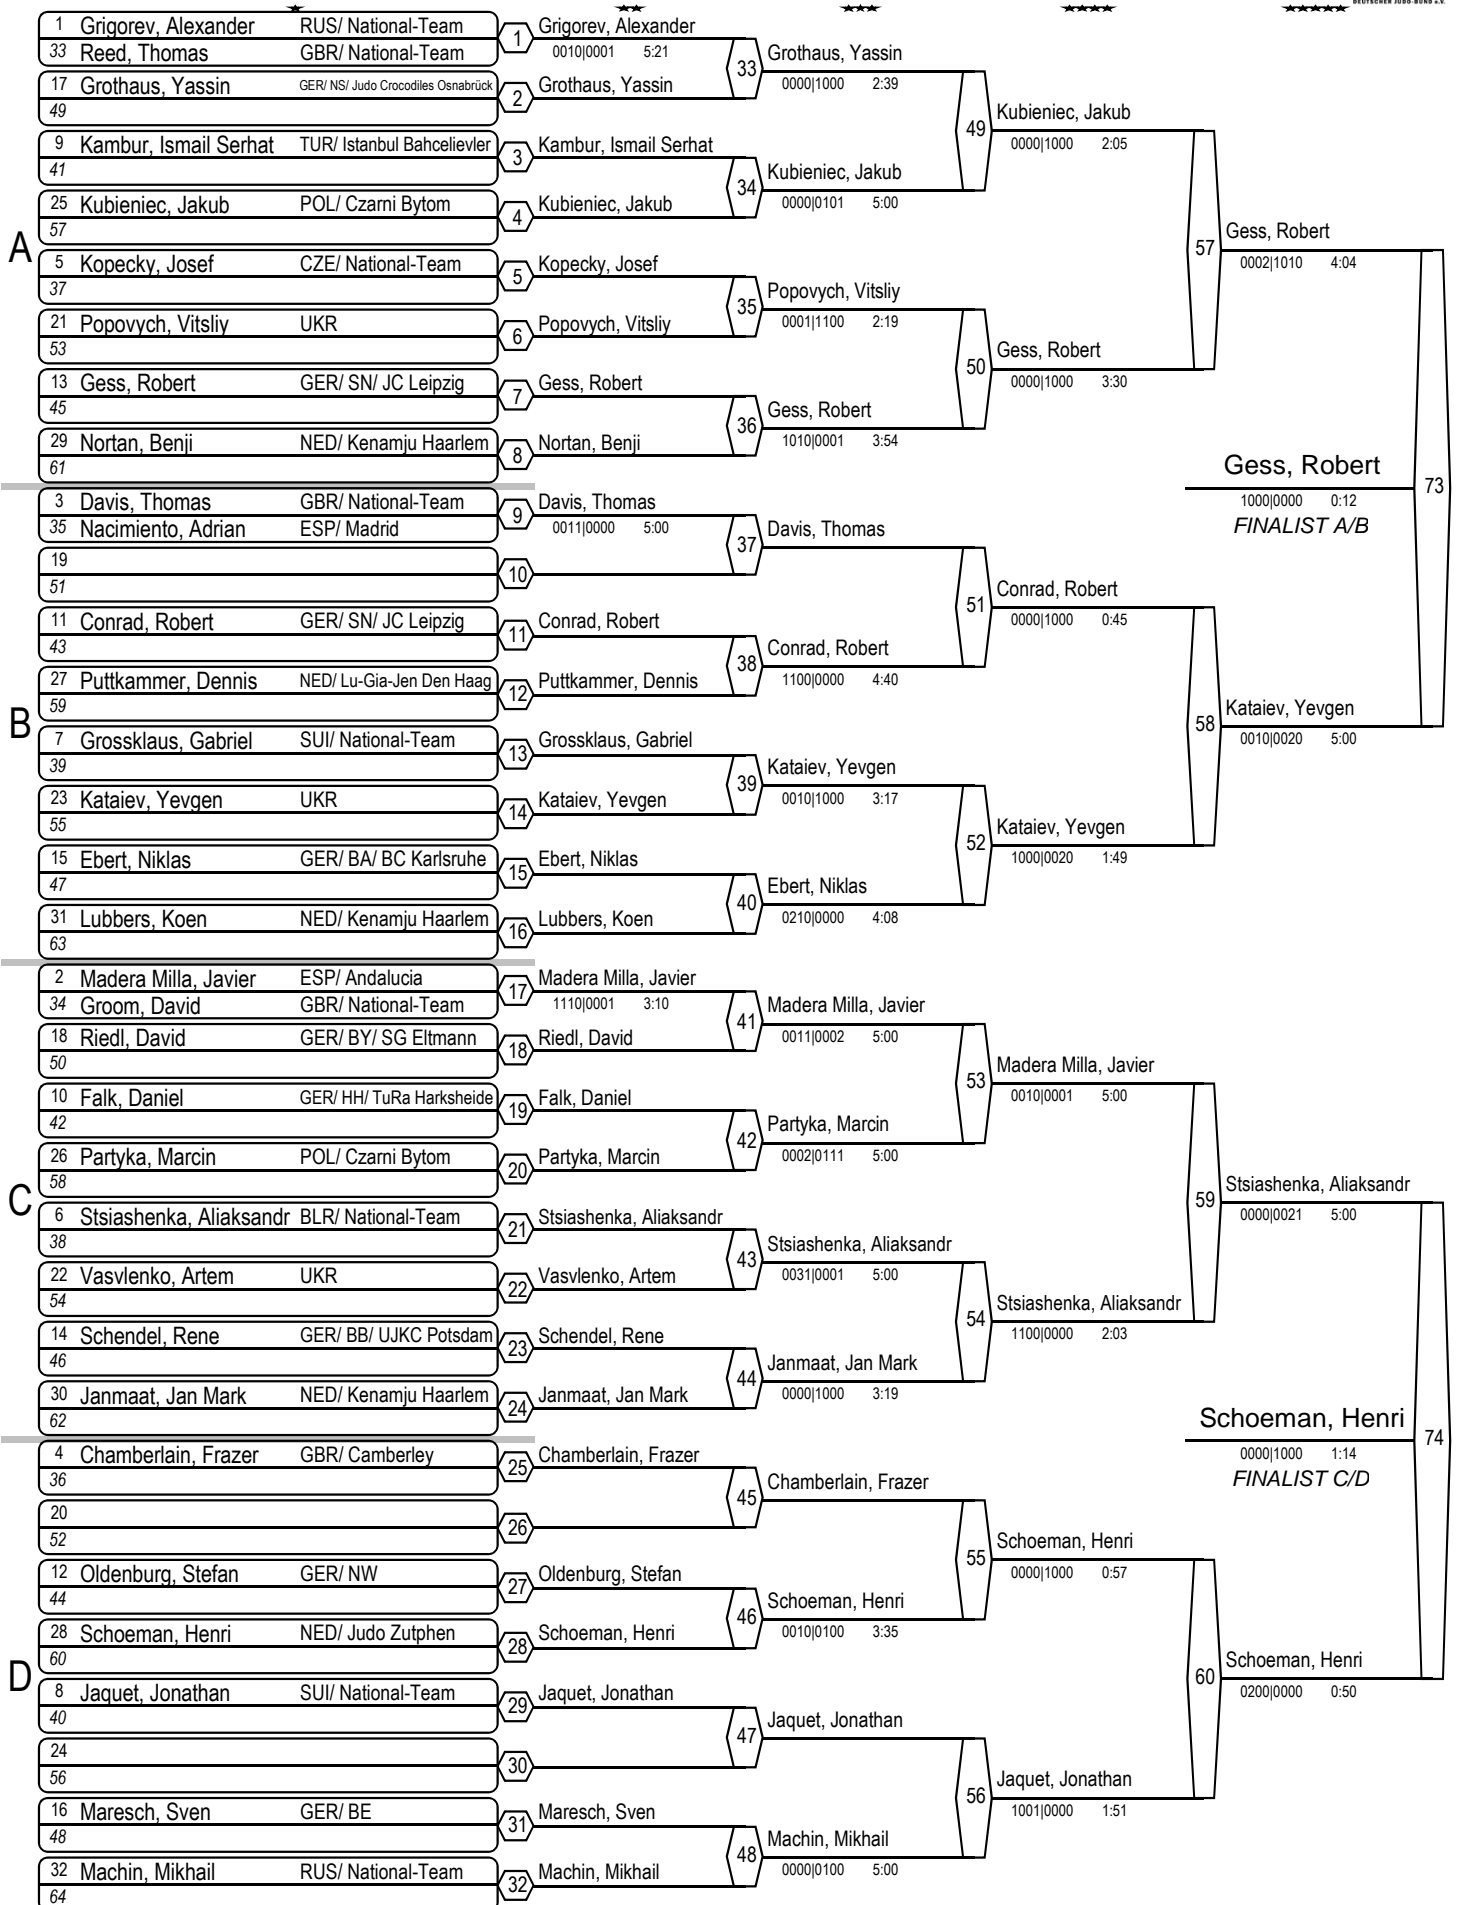 DEUTSCHER JUDO-BUND e.V.
A
1 Grigorev, Alexander RUS/ National-Team
33 Reed, Thomas GBR/ National-Team
1
Grigorev, Alexander
0010|0001 5:21
17 Grothaus, Yassin GER/ NS/ Judo Crocodiles Osnabrück
49
2
Grothaus, Yassin
33
Grothaus, Yassin
0000|1000 2:39
9 Kambur, Ismail Serhat TUR/ Istanbul Bahcelievler
41
3
Kambur, Ismail Serhat
25 Kubieniec, Jakub POL/ Czarni Bytom
57
4
Kubieniec, Jakub
34
Kubieniec, Jakub
0000|0101 5:00
49
Kubieniec, Jakub
0000|1000 2:05
5 Kopecky, Josef CZE/ National-Team
37
5
Kopecky, Josef
21 Popovych, Vitsliy UKR
53
6
Popovych, Vitsliy
35
Popovych, Vitsliy
0001|1100 2:19
13 Gess, Robert GER/ SN/ JC Leipzig
45
7
Gess, Robert
29 Nortan, Benji NED/ Kenamju Haarlem
61
8
Nortan, Benji
36
Gess, Robert
1010|0001 3:54
50
Gess, Robert
0000|1000 3:30
57
Gess, Robert
0002|1010 4:04
B
3 Davis, Thomas GBR/ National-Team
35 Nacimiento, Adrian ESP/ Madrid
9
Davis, Thomas
0011|0000 5:00
19
51
10
37
Davis, Thomas
11 Conrad, Robert GER/ SN/ JC Leipzig
43
11
Conrad, Robert
27 Puttkammer, Dennis NED/ Lu-Gia-Jen Den Haag
59
12
Puttkammer, Dennis
38
Conrad, Robert
1100|0000 4:40
51
Conrad, Robert
0000|1000 0:45
7 Grossklaus, Gabriel SUI/ National-Team
39
13
Grossklaus, Gabriel
23 Kataiev, Yevgen UKR
55
14
Kataiev, Yevgen
39
Kataiev, Yevgen
0010|1000 3:17
15 Ebert, Niklas GER/ BA/ BC Karlsruhe
47
15
Ebert, Niklas
31 Lubbers, Koen NED/ Kenamju Haarlem
63
16
Lubbers, Koen
40
Ebert, Niklas
0210|0000 4:08
52
Kataiev, Yevgen
1000|0020 1:49
58
Kataiev, Yevgen
0010|0020 5:00
73
Gess, Robert
1000|0000 0:12
FINALIST A/B
C
2 Madera Milla, Javier ESP/ Andalucia
34 Groom, David GBR/ National-Team
17
Madera Milla, Javier
1110|0001 3:10
18 Riedl, David GER/ BY/ SG Eltmann
50
18
Riedl, David
41
Madera Milla, Javier
0011|0002 5:00
10 Falk, Daniel GER/ HH/ TuRa Harksheide
42
19
Falk, Daniel
26 Partyka, Marcin POL/ Czarni Bytom
58
20
Partyka, Marcin
42
Partyka, Marcin
0002|0111 5:00
53
Madera Milla, Javier
0010|0001 5:00
6 Stsiashenka, Aliaksandr BLR/ National-Team
38
21
Stsiashenka, Aliaksandr
22 Vasvlenko, Artem UKR
54
22
Vasvlenko, Artem
43
Stsiashenka, Aliaksandr
0031|0001 5:00
14 Schendel, Rene GER/ BB/ UJKC Potsdam
46
23
Schendel, Rene
30 Janmaat, Jan Mark NED/ Kenamju Haarlem
62
24
Janmaat, Jan Mark
44
Janmaat, Jan Mark
0000|1000 3:19
54
Stsiashenka, Aliaksandr
1100|0000 2:03
59
Stsiashenka, Aliaksandr
0000|0021 5:00
D
4 Chamberlain, Frazer GBR/ Camberley
36
25
Chamberlain, Frazer
20
52
26
45
Chamberlain, Frazer
12 Oldenburg, Stefan GER/ NW
44
27
Oldenburg, Stefan
28 Schoeman, Henri NED/ Judo Zutphen
60
28
Schoeman, Henri
46
Schoeman, Henri
0010|0100 3:35
55
Schoeman, Henri
0000|1000 0:57
8 Jaquet, Jonathan SUI/ National-Team
40
29
Jaquet, Jonathan
24
56
30
47
Jaquet, Jonathan
16 Maresch, Sven GER/ BE
48
31
Maresch, Sven
32 Machin, Mikhail RUS/ National-Team
64
32
Machin, Mikhail
48
Machin, Mikhail
0000|0100 5:00
56
Jaquet, Jonathan
1001|0000 1:51
60
Schoeman, Henri
0200|0000 0:50
74
Schoeman, Henri
0000|1000 1:14
FINALIST C/D